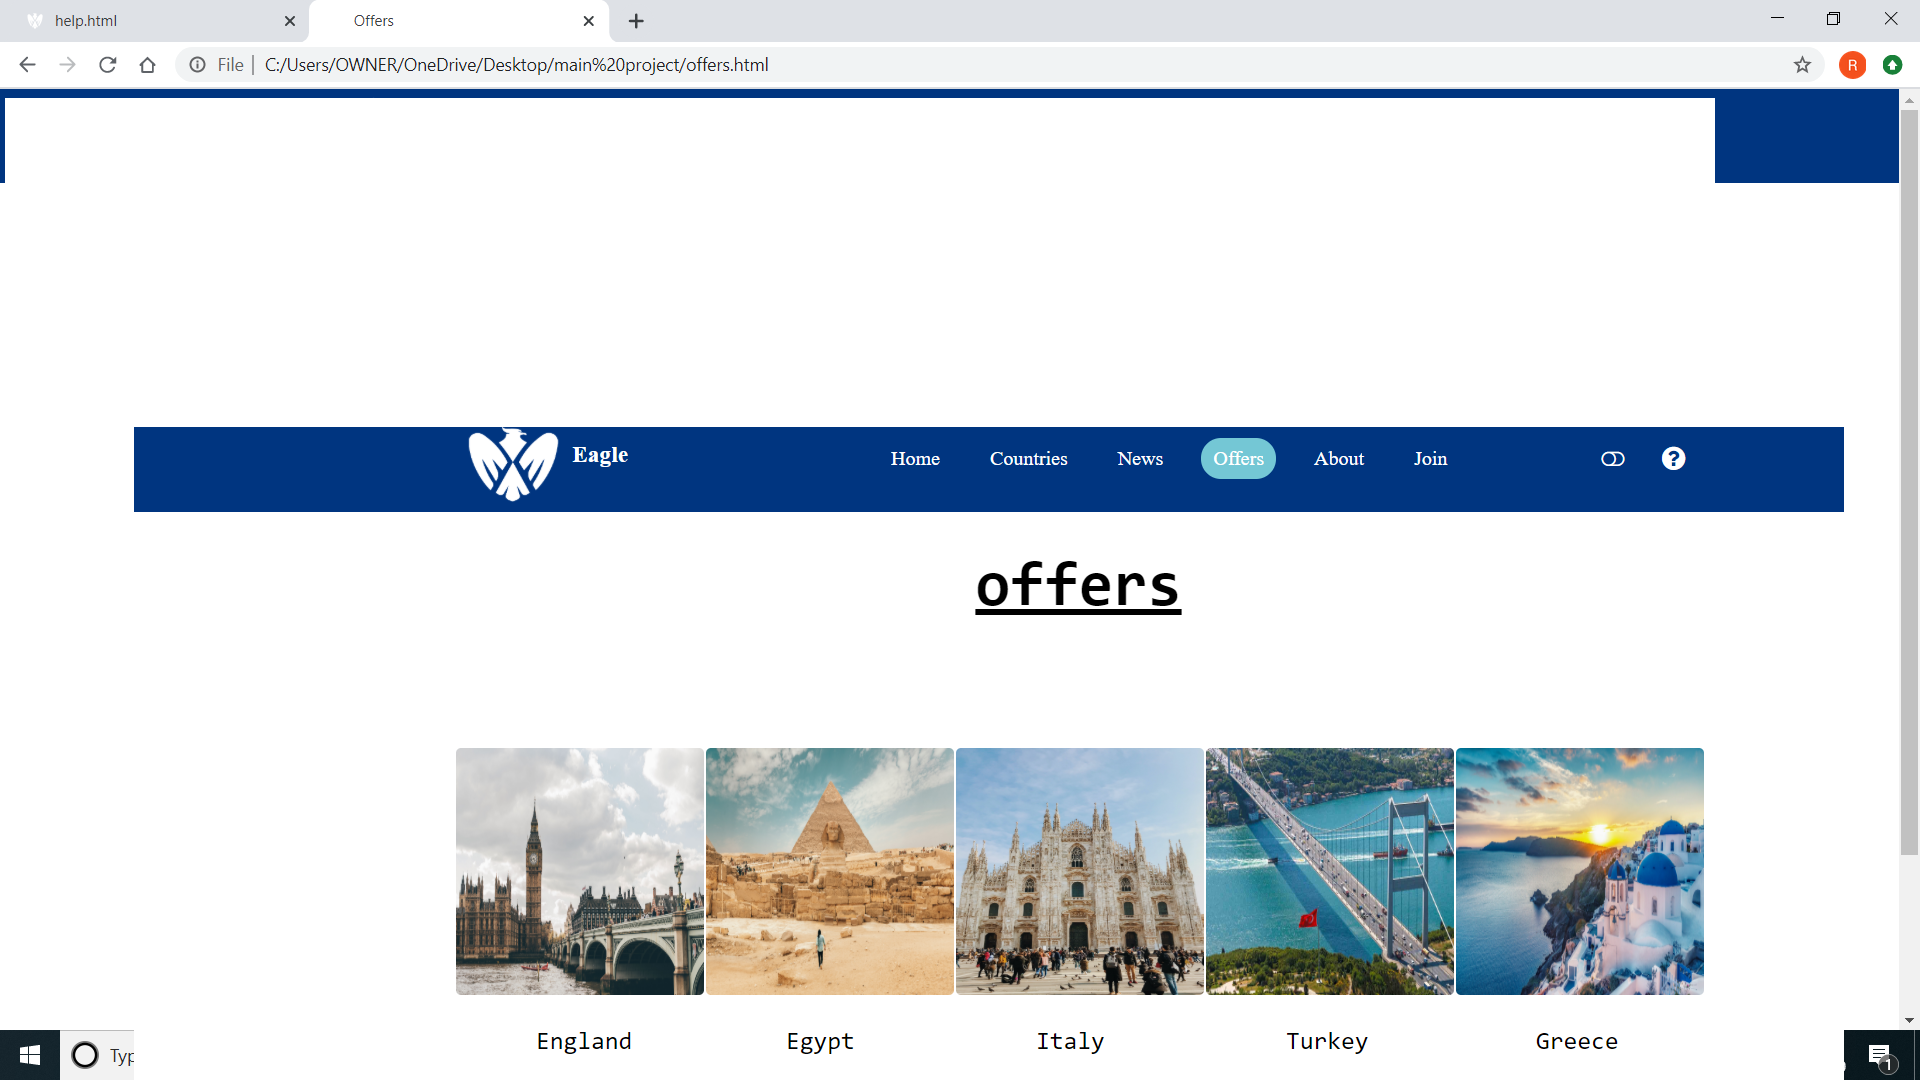 help.html
Offers
File
C:/Users/OWNER/OneDrive/Desktop/main%20project/offers.html
R
Eagle
Home Countries News Offers About Join
?
offers
England Egypt Italy Turkey Greece
Typ
1